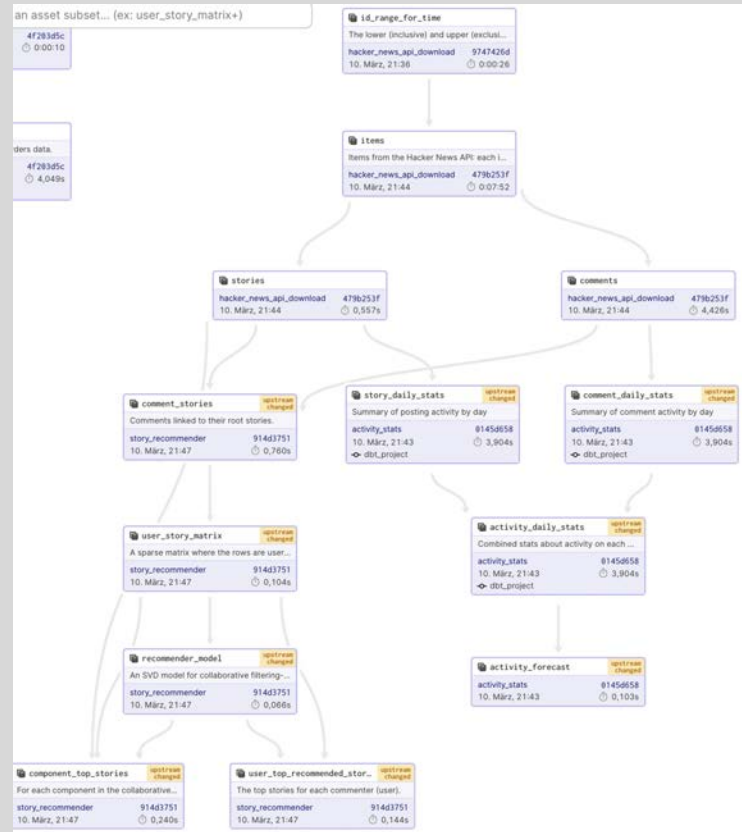 an asset subset... (ex: user_story_matrix+)
4f203d5c
0:00:10
ders data.
4f203d5c
4,049s
id_range_for_time
The lower (inclusive) and upper (exclusi...
hacker_news_api_download 9747426d
10. März, 21:36 0:00:26
items
Items from the Hacker News API: each i...
hacker_news_api_download 479b253f
10. März, 21:44 0:07:52
stories
hacker_news_api_download 479b253f
10. März, 21:44 0,557s
comments
hacker_news_api_download 479b253f
10. März, 21:44 4,426s
comment_stories upstream
changed
Comments linked to their root stories.
story_recommender 914d3751
10. März, 21:47 0,760s
story_daily_stats upstream
changed
Summary of posting activity by day
activity_stats 0145d658
10. März, 21:43 3,904s
dbt_project
comment_daily_stats upstream
changed
Summary of comment activity by day
activity_stats 0145d658
10. März, 21:43 3,904s
dbt_project
user_story_matrix upstream
changed
A sparse matrix where the rows are user...
story_recommender 914d3751
10. März, 21:47 0,104s
activity_daily_stats upstream
changed
Combined stats about activity on each ...
activity_stats 0145d658
10. März, 21:43 3,904s
dbt_project
recommender_model upstream
changed
An SVD model for collaborative filtering-...
story_recommender 914d3751
10. März, 21:47 0,066s
activity_forecast upstream
changed
activity_stats 0145d658
10. März, 21:43 0,103s
component_top_stories upstream
changed
For each component in the collaborative...
story_recommender 914d3751
10. März, 21:47 0,240s
user_top_recommended_stor... upstream
changed
The top stories for each commenter (user).
story_recommender 914d3751
10. März, 21:47 0,144s